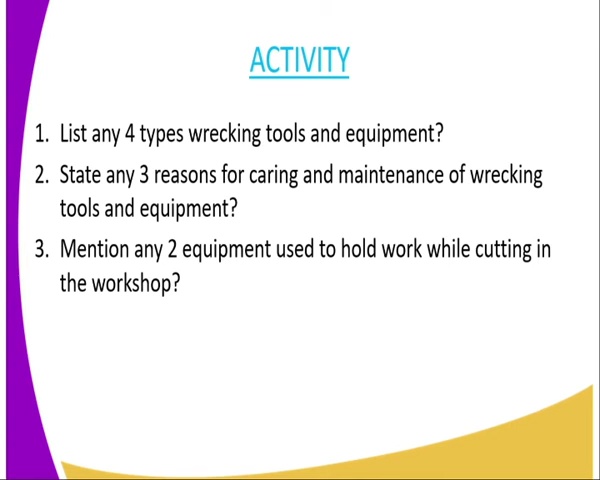 ACTIVITY
1. List any 4 types wrecking tools and equipment?
2. State any 3 reasons for caring and maintenance of wrecking
tools and equipment?
3. Mention any 2 equipment used to hold work while cutting in
the workshop?